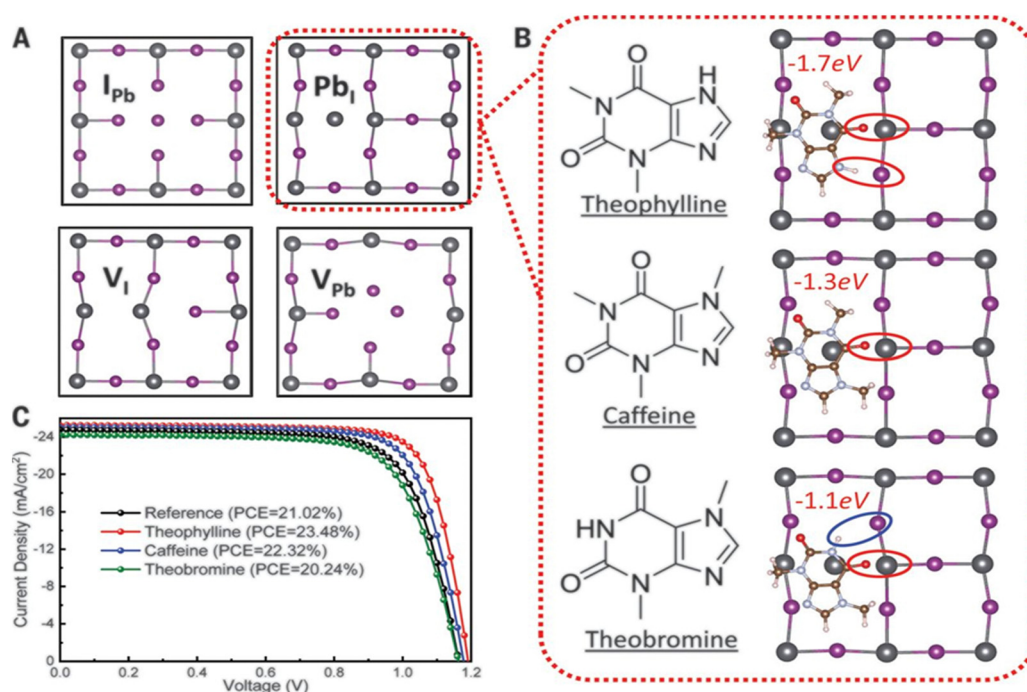 A
I_Pb
Pb_I
V_I
V_Pb
B
O
H
N
N
O
N
N
Theophylline
-1.7eV
O
N
N
O
N
N
Caffeine
-1.3eV
O
HN
N
O
N
N
Theobromine
-1.1eV
C
Current Density (mA/cm²)
-24
-20
-16
-12
-8
-4
0
Reference (PCE=21.02%)
Theophylline (PCE=23.48%)
Caffeine (PCE=22.32%)
Theobromine (PCE=20.24%)
0.0 0.2 0.4 0.6 0.8 1.0 1.2
Voltage (V)